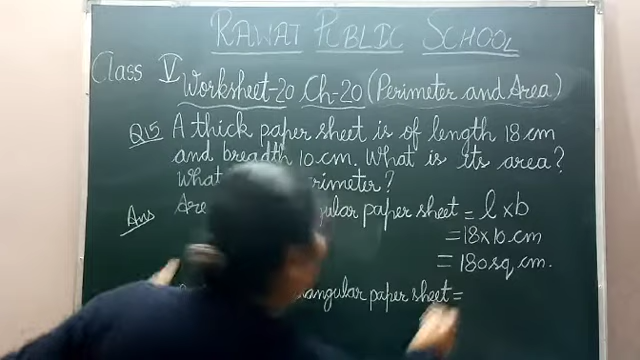 RAWAT PUBLIC SCHOOL
Class V
Worksheet-20 Ch-20 (Perimeter and Area)
Q15 A thick paper sheet is of length 18 cm
and breadth 10 cm. What is its area?
What rimeter?
Ans Are gular paper sheet = l x b
= 18 x 10 cm
= 180 sq cm.
angular paper sheet =